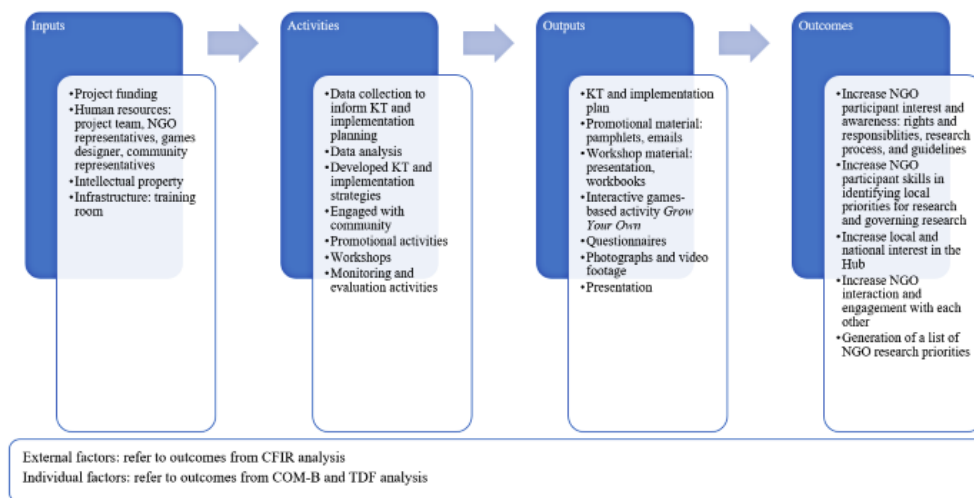 Inputs
•Project funding
•Human resources:
project team, NGO
representatives, games
designer, community
representatives
•Intellectual property
•Infrastructure: training
room
Activities
•Data collection to
inform KT and
implementation
planning
•Data analysis
•Developed KT and
implementation
strategies
•Engaged with
community
•Promotional activities
•Workshops
•Monitoring and
evaluation activities
Outputs
•KT and implementation
plan
•Promotional material:
pamphlets, emails
•Workshop material:
presentation,
workbooks
•Interactive games-
based activity Grow
Your Own
•Questionnaires
•Photographs and video
footage
•Presentation
Outcomes
•Increase NGO
participant interest and
awareness: rights and
responsiblities, research
process, and guidelines
•Increase NGO
participant skills in
identifying local
priorities for research
and governing research
•Increase local and
national interest in the
Hub
•Increase NGO
interaction and
engagement with each
other
•Generation of a list of
NGO research priorities
External factors: refer to outcomes from CFIR analysis
Individual factors: refer to outcomes from COM-B and TDF analysis